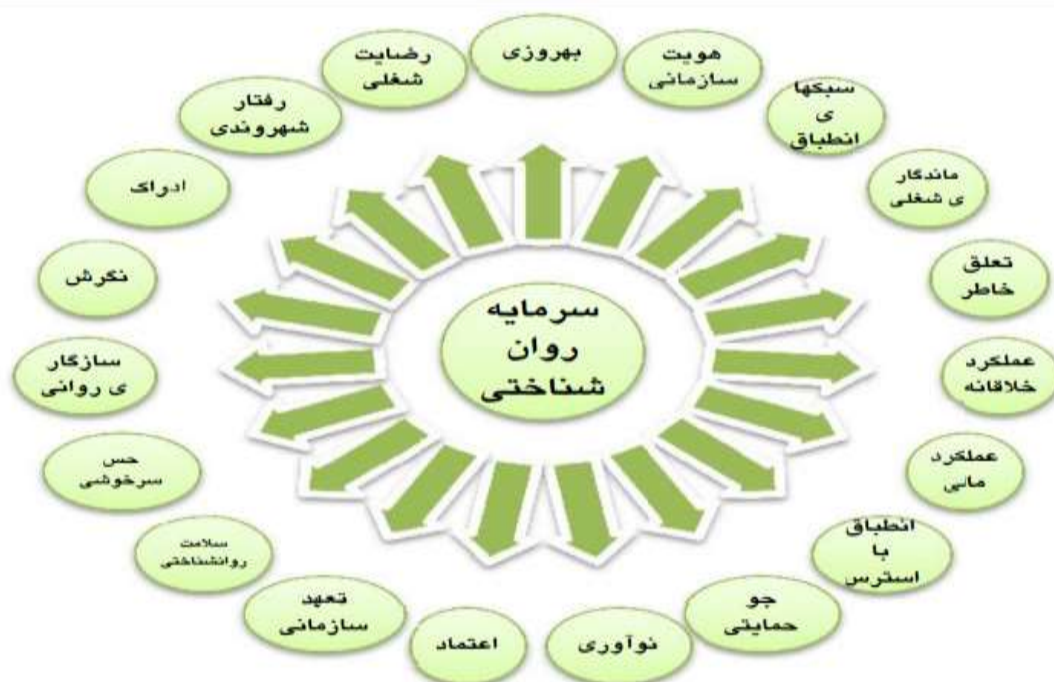 سرمایه
روان
شناختی
بهروزی
هویت
سازمانی
سبکها
ی
انطباق
ماندگار
ی شغلی
تعلق
خاطر
عملکرد
خلاقانه
عملکرد
مالی
انطباق
با
استرس
جو
حمایتی
نوآوری
اعتماد
تعهد
سازمانی
سلامت
روانشناختی
حس
سرخوشی
سازگار
ی روانی
نگرش
ادراک
رفتار
شهروندی
رضایت
شغلی